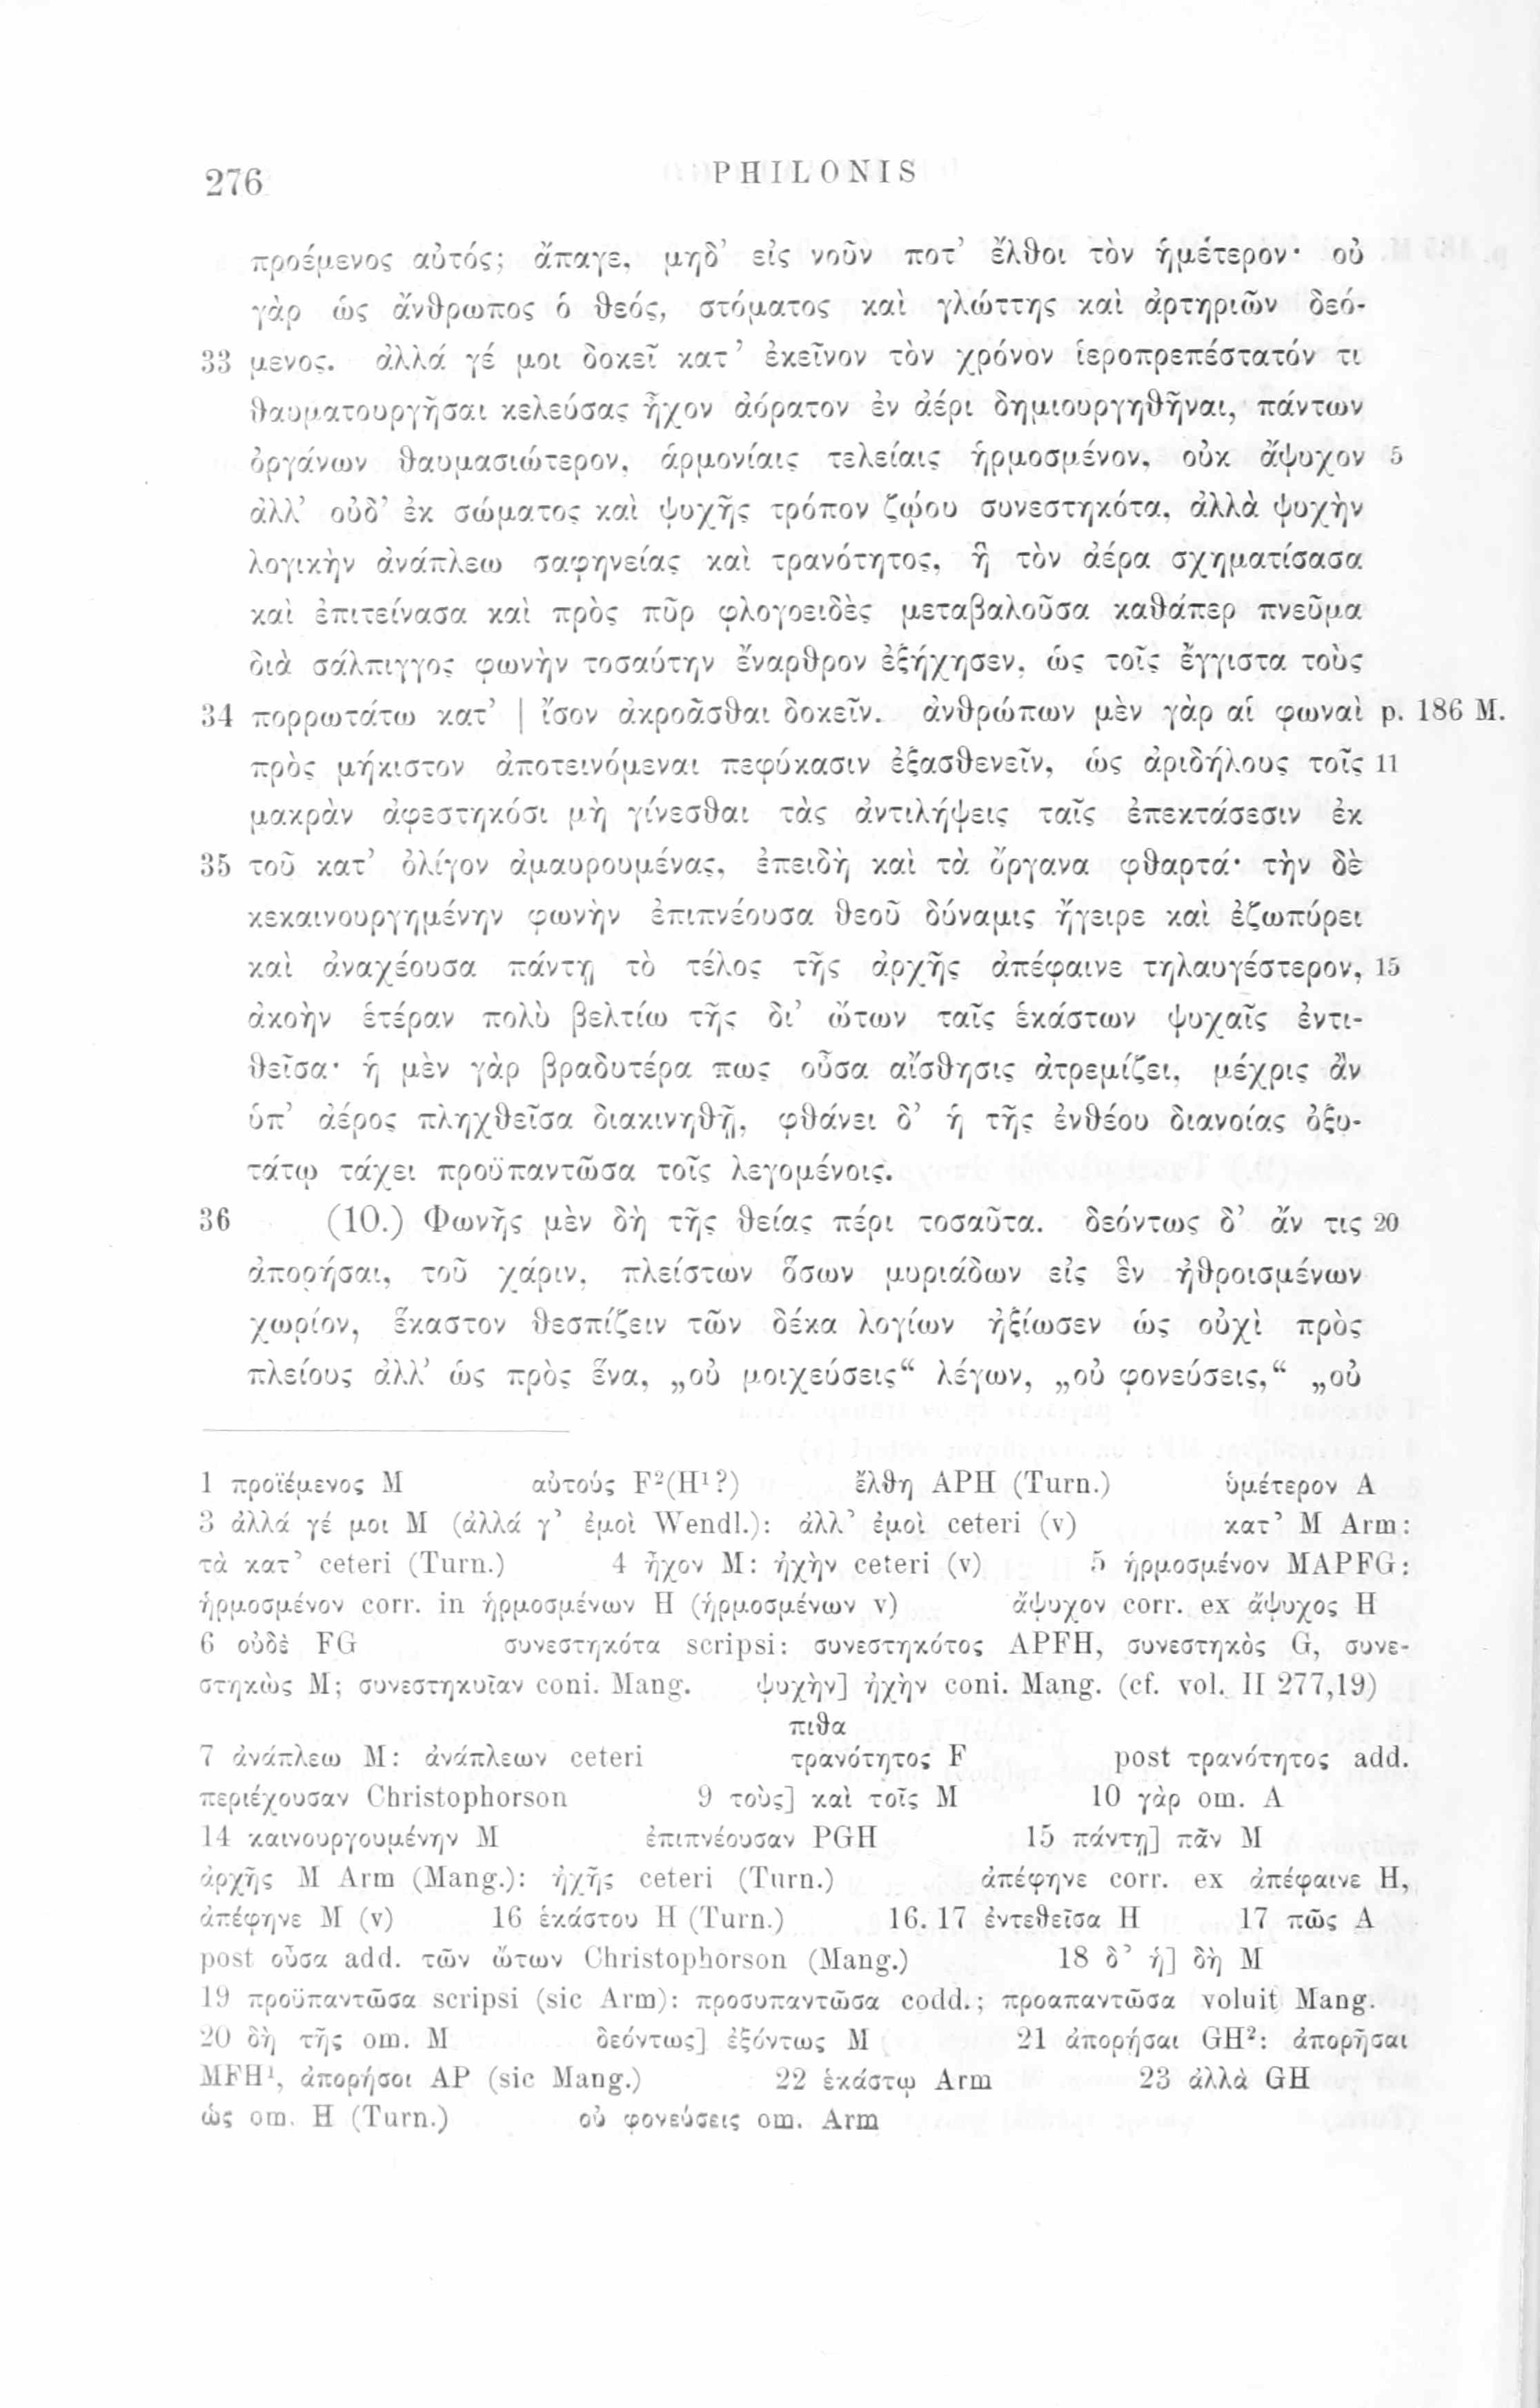 276
PHILONIS
προέμενος αὐτός; ἄπαγε, μηδ’ εἰς νοῦν ποτ’ ἔλθοι τὸν ἡμέτερον· οὐ
γὰρ ὡς ἄνθρωπος ὁ θεός, στόματος καὶ γλώττης καὶ ἀρτηριῶν δεό-
33 μενος. ἀλλά γέ μοι δοκεῖ κατ’ ἐκεῖνον τὸν χρόνον ἱεροπρεπέστατόν τι
θαυματουργῆσαι κελεύσας ἦχον ἀόρατον ἐν ἀέρι δημιουργηθῆναι, πάντων
ὀργάνων θαυμασιώτερον, ἁρμονίαις τελείαις ἡρμοσμένον, οὐκ ἄψυχον 5
ἀλλ’ οὐδ’ ἐκ σώματος καὶ ψυχῆς τρόπον ζῴου συνεστηκότα, ἀλλὰ ψυχὴν
λογικὴν ἀνάπλεω σαφηνείας καὶ τρανότητος, ἣ τὸν ἀέρα σχηματίσασα
καὶ ἐπιτείνασα καὶ πρὸς πῦρ φλογοειδὲς μεταβαλοῦσα καθάπερ πνεῦμα
διὰ σάλπιγγος φωνὴν τοσαύτην ἔναρθρον ἐξήχησεν, ὡς τοῖς ἔγγιστα τοὺς
34 πορρωτάτω κατ’ | ἴσον ἀκροᾶσθαι δοκεῖν. ἀνθρώπων μὲν γὰρ αἱ φωναὶ p. 186 M.
πρὸς μήκιστον ἀποτεινόμεναι πεφύκασιν ἐξασθενεῖν, ὡς ἀριδήλους τοῖς 11
μακρὰν ἀφεστηκόσι μὴ γίνεσθαι τὰς ἀντιλήψεις ταῖς ἐπεκτάσεσιν ἐκ
35 τοῦ κατ’ ὀλίγον ἀμαυρουμένας, ἐπειδὴ καὶ τὰ ὄργανα φθαρτά· τὴν δὲ
κεκαινουργημένην φωνὴν ἐπιπνέουσα θεοῦ δύναμις ἤγειρε καὶ ἐζωπύρει
καὶ ἀναχέουσα πάντῃ τὸ τέλος τῆς ἀρχῆς ἀπέφαινε τηλαυγέστερον, 15
ἀκοὴν ἑτέραν πολὺ βελτίω τῆς δι’ ὤτων ταῖς ἑκάστων ψυχαῖς ἐντι-
θεῖσα· ἡ μὲν γὰρ βραδυτέρα πως οὖσα αἴσθησις ἀτρεμίζει, μέχρις ἂν
ὑπ’ ἀέρος πληχθεῖσα διακινηθῇ, φθάνει δ’ ἡ τῆς ἐνθέου διανοίας ὀξυ-
τάτῳ τάχει προϋπαντῶσα τοῖς λεγομένοις.
36 (10.) Φωνῆς μὲν δὴ τῆς θείας πέρι τοσαῦτα. δεόντως δ’ ἄν τις 20
ἀπορήσαι, τοῦ χάριν, πλείστων ὅσων μυριάδων εἰς ἓν ἠθροισμένων
χωρίον, ἕκαστον θεσπίζειν τῶν δέκα λογίων ἠξίωσεν ὡς οὐχὶ πρὸς
πλείους ἀλλ’ ὡς πρὸς ἕνα, „οὐ μοιχεύσεις“ λέγων, „οὐ φονεύσεις,“ „οὐ
1 προϊέμενος M αὐτούς F²(H¹?) ἔλθῃ APH (Turn.) ὑμέτερον A
3 ἀλλά γέ μοι M (ἀλλά γ’ ἐμοὶ Wendl.): ἀλλ’ ἐμοὶ ceteri (v) κατ’ M Arm:
τὰ κατ’ ceteri (Turn.) 4 ἦχον M: ἠχὴν ceteri (v) 5 ἡρμοσμένον MAPFG:
ἡρμοσμένον corr. in ἡρμοσμένων H (ἡρμοσμένων v) ἄψυχον corr. ex ἄψυχος H
6 οὐδὲ FG συνεστηκότα scripsi: συνεστηκότος APFH, συνεστηκὸς G, συνε-
στηκὼς M; συνεστηκυῖαν coni. Mang. ψυχὴν] ἠχὴν coni. Mang. (cf. vol. II 277,19)
πιθα
7 ἀνάπλεω M: ἀνάπλεων ceteri τρανότητος F post τρανότητος add.
περιέχουσαν Christophorson 9 τοὺς] καὶ τοῖς M 10 γὰρ om. A
14 καινουργουμένην M ἐπιπνέουσαν PGH 15 πάντῃ] πᾶν M
ἀρχῆς M Arm (Mang.): ἠχῆς ceteri (Turn.) ἀπέφηνε corr. ex ἀπέφαινε H,
ἀπέφηνε M (v) 16 ἑκάστου H (Turn.) 16. 17 ἐντεθεῖσα H 17 πῶς A
post οὖσα add. τῶν ὤτων Christophorson (Mang.) 18 δ’ ἡ] δὴ M
19 προϋπαντῶσα scripsi (sic Arm): προσυπαντῶσα codd.; προαπαντῶσα voluit Mang.
20 δὴ τῆς om. M δεόντως] ἐξόντως M 21 ἀπορήσαι GH²: ἀπορῆσαι
MFH¹, ἀπορήσοι AP (sic Mang.) 22 ἑκάστῳ Arm 23 ἀλλὰ GH
ὡς om. H (Turn.) οὐ φονεύσεις om. Arm